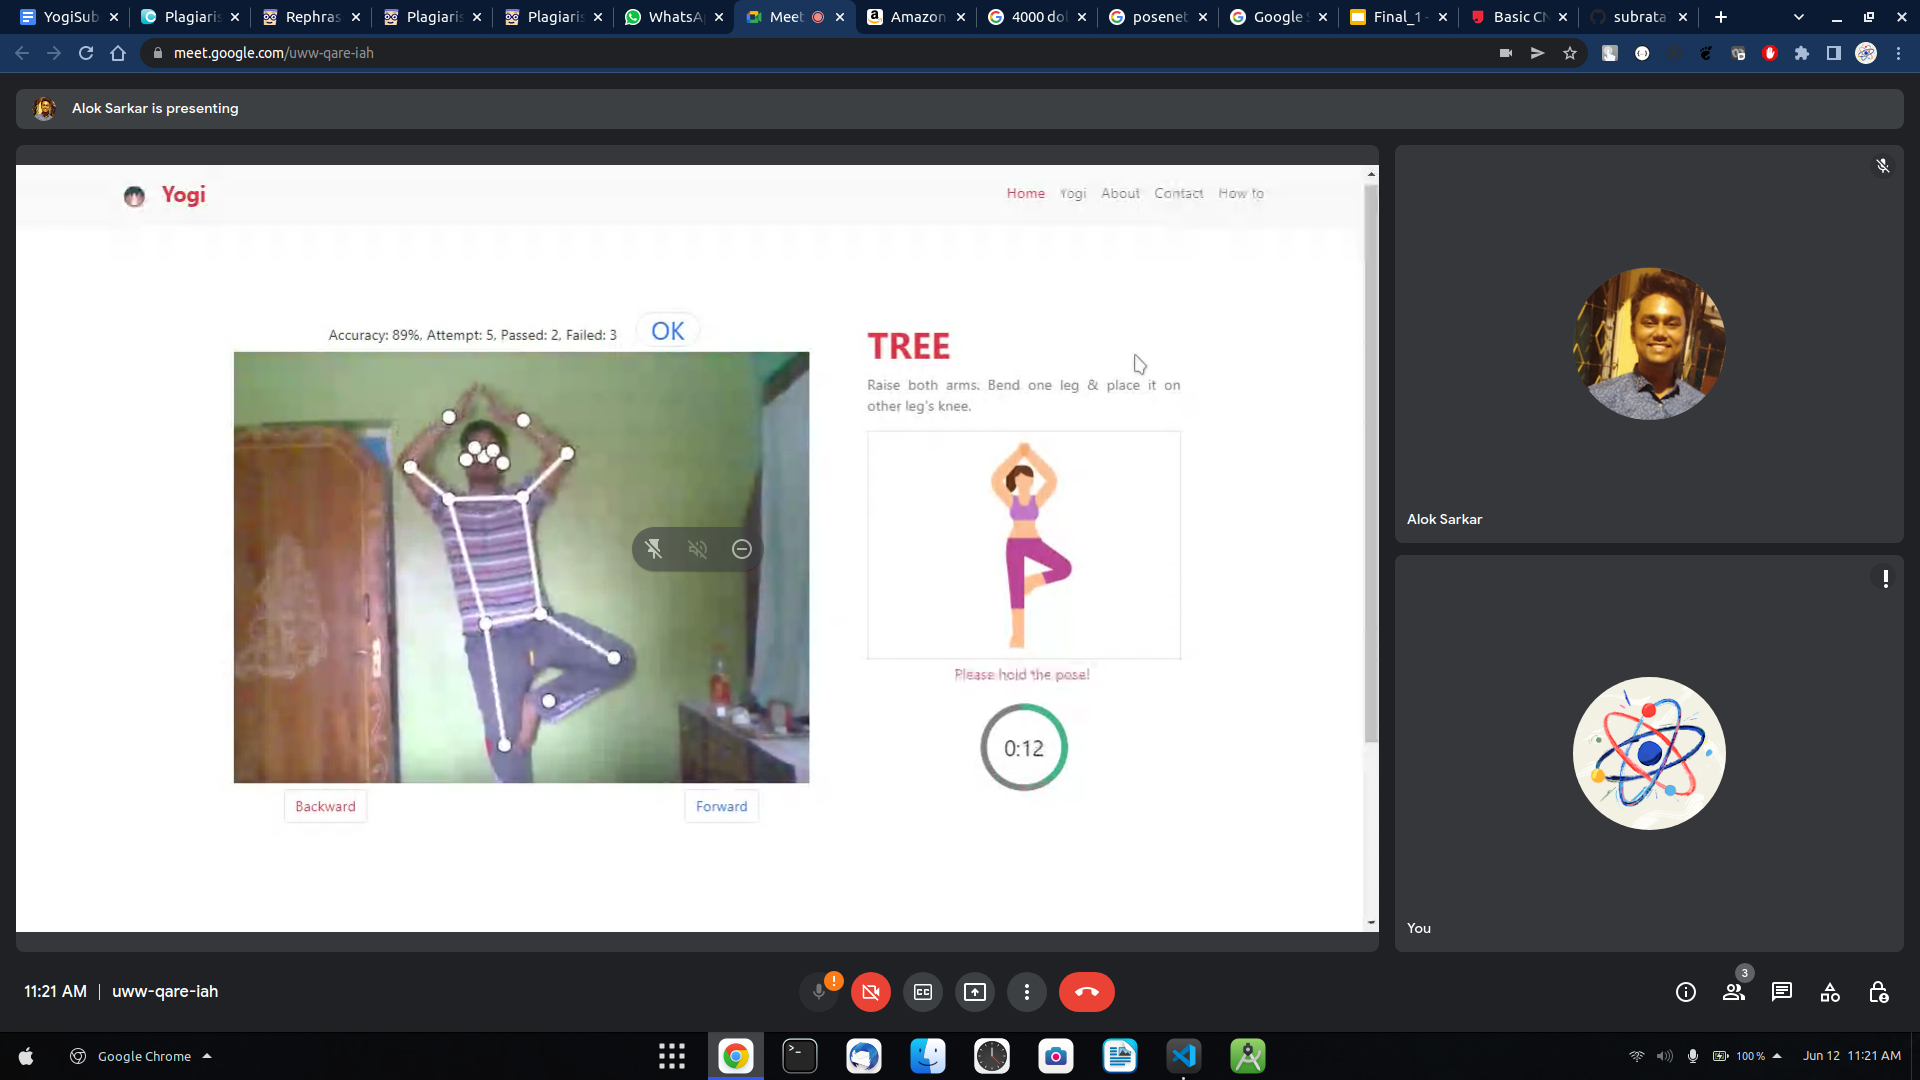 YogiSub
Plagiaris
Rephras
Plagiaris
Plagiaris
WhatsA
Meet
Amazon
4000 dol
posenet
Google S
Final_1 -
Basic CN
subrata
meet.google.com/uww-qare-iah
Alok Sarkar is presenting
Yogi
Home Yogi About Contact How to
Accuracy: 89%, Attempt: 5, Passed: 2, Failed: 3 OK
TREE
Raise both arms. Bend one leg & place it on
other leg's knee.
Please hold the pose!
0:12
Backward
Forward
Alok Sarkar
You
11:21 AM | uww-qare-iah
3
Google Chrome
100 %
Jun 12 11:21 AM